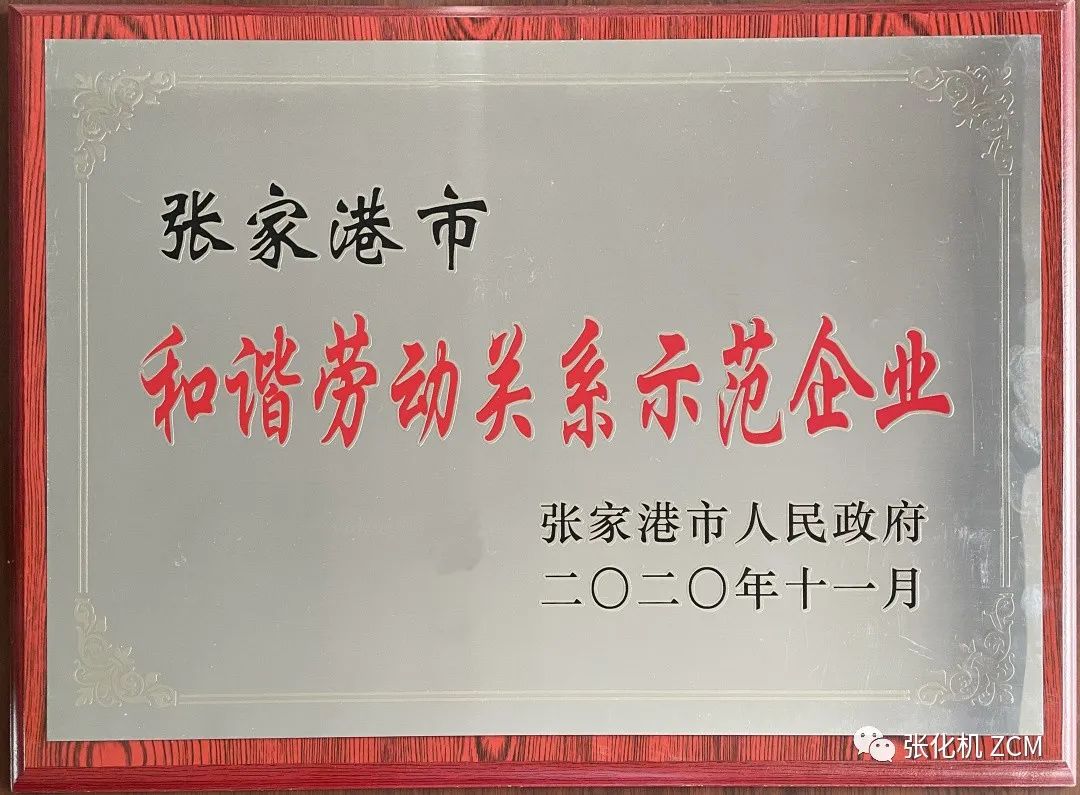 张家港市
和谐劳动关系示范企业
张家港市人民政府
二〇二〇年十一月
张化机 ZCM